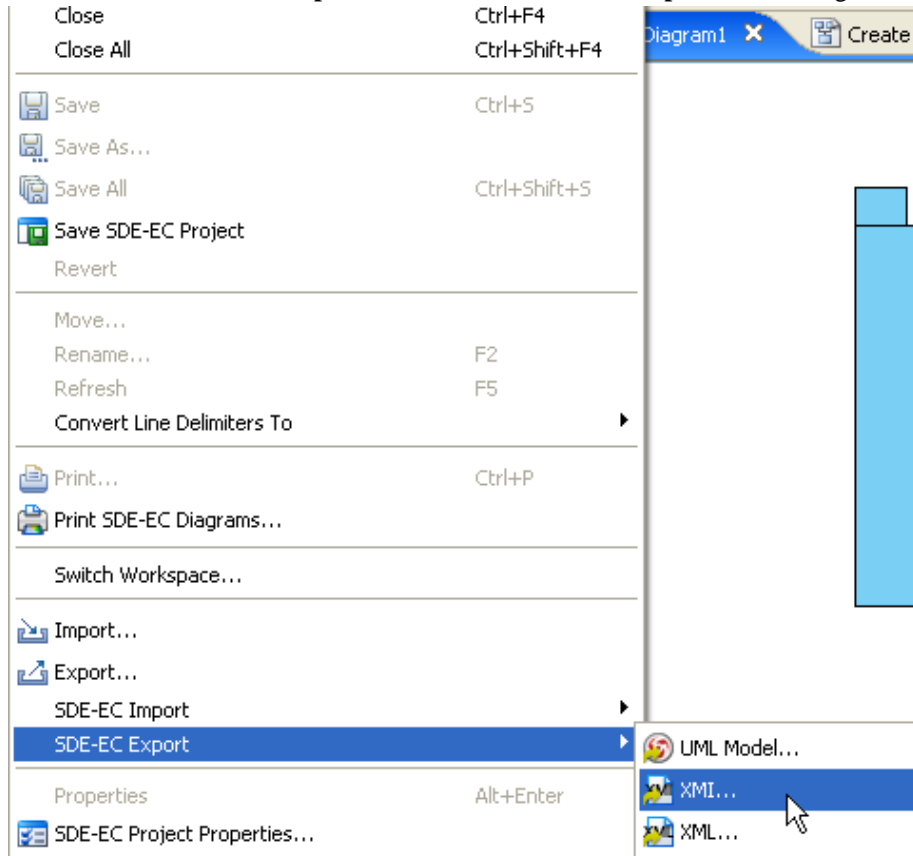 Close Ctrl+F4
Diagram1 Create
Close All Ctrl+Shift+F4
Save Ctrl+S
Save As...
Save All Ctrl+Shift+S
Save SDE-EC Project
Revert
Move...
Rename... F2
Refresh F5
Convert Line Delimiters To
Print... Ctrl+P
Print SDE-EC Diagrams...
Switch Workspace...
Import...
Export...
SDE-EC Import
SDE-EC Export
UML Model...
Properties Alt+Enter
XMI...
SDE-EC Project Properties...
XML...